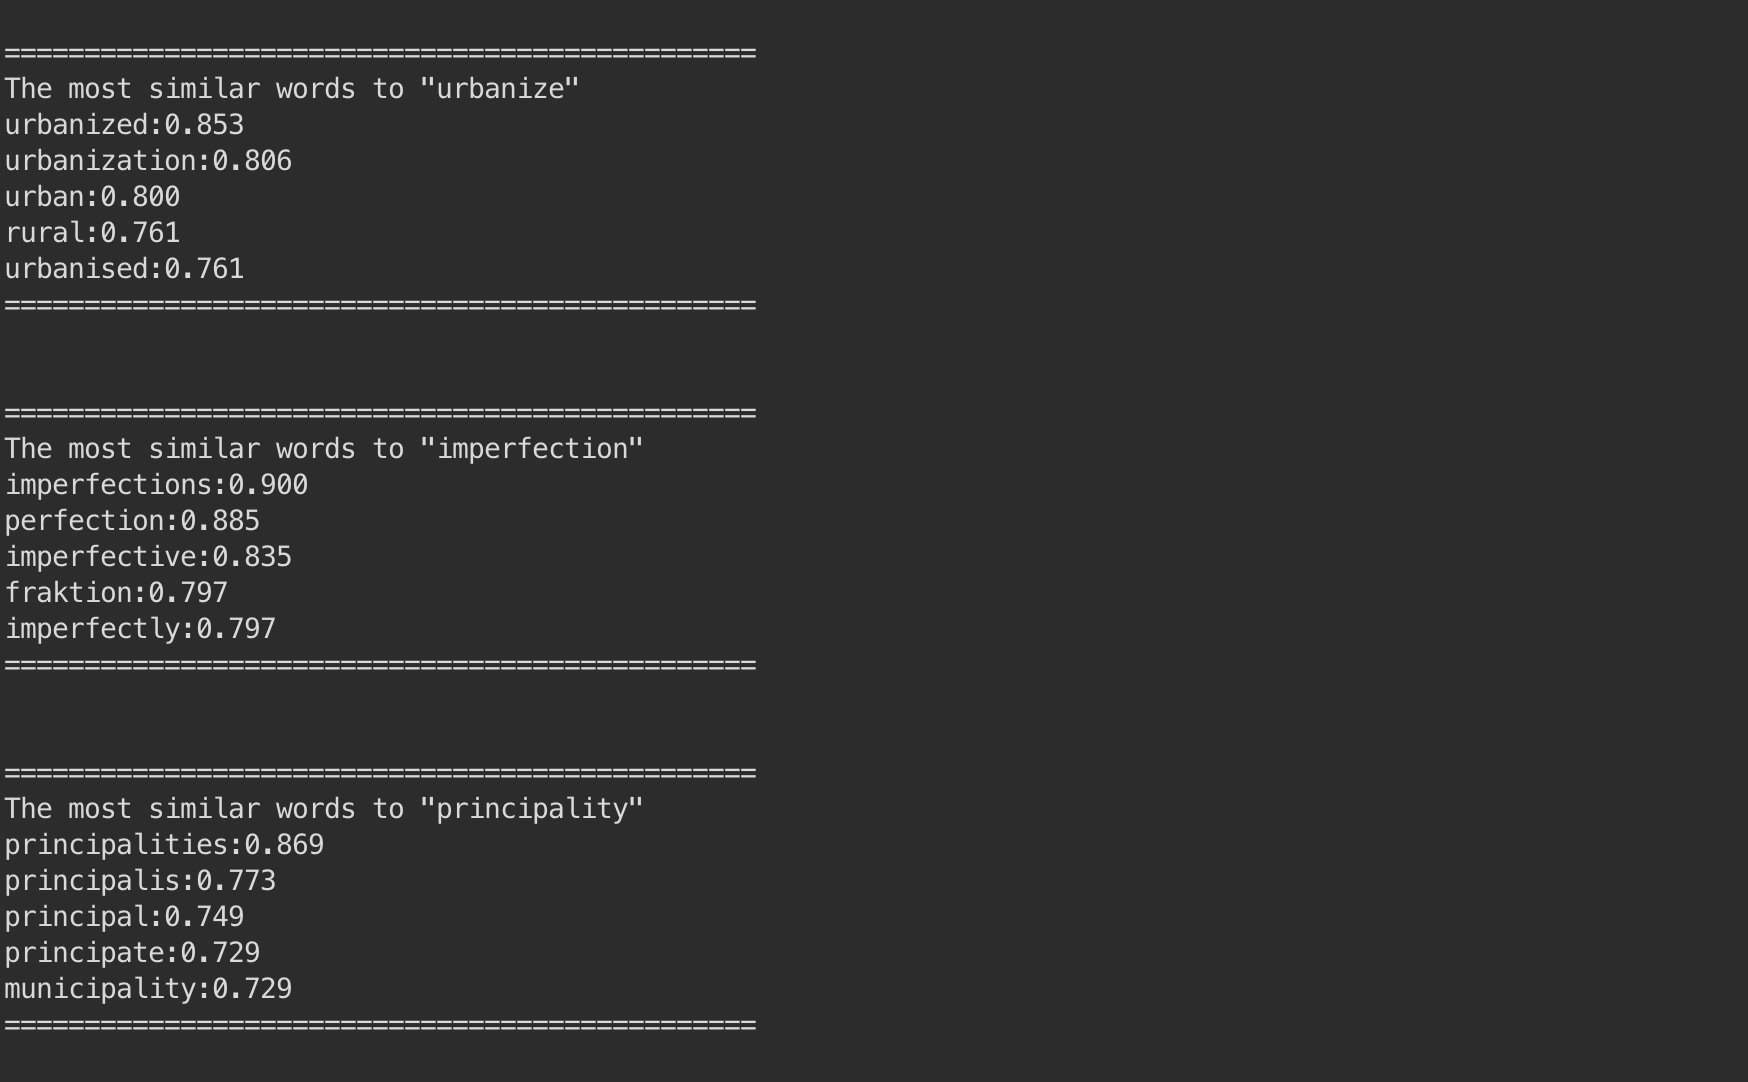 ===============================================
The most similar words to "urbanize"
urbanized:0.853
urbanization:0.806
urban:0.800
rural:0.761
urbanised:0.761
===============================================
===============================================
The most similar words to "imperfection"
imperfections:0.900
perfection:0.885
imperfective:0.835
fraktion:0.797
imperfectly:0.797
===============================================
===============================================
The most similar words to "principality"
principalities:0.869
principalis:0.773
principal:0.749
principate:0.729
municipality:0.729
===============================================